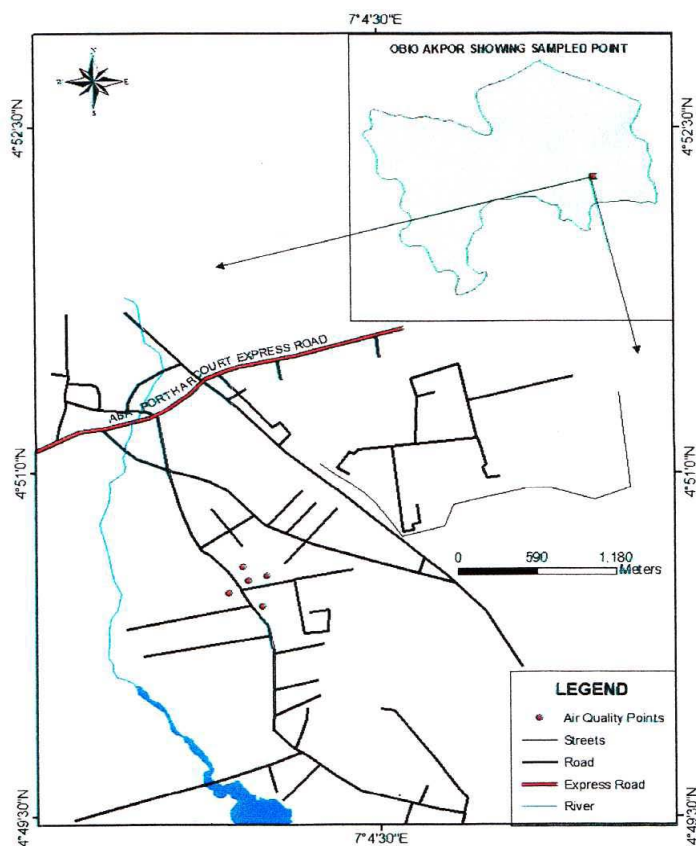 7°4'30"E
OBIO AKPOR SHOWING SAMPLED POINT
N
W E
S
4°52'30"N
4°52'30"N
ABA PORTHARCOURT EXPRESS ROAD
4°51'0"N
4°51'0"N
0 590 1,180
Meters
LEGEND
Air Quality Points
Streets
Road
Express Road
River
4°49'30"N
4°49'30"N
7°4'30"E